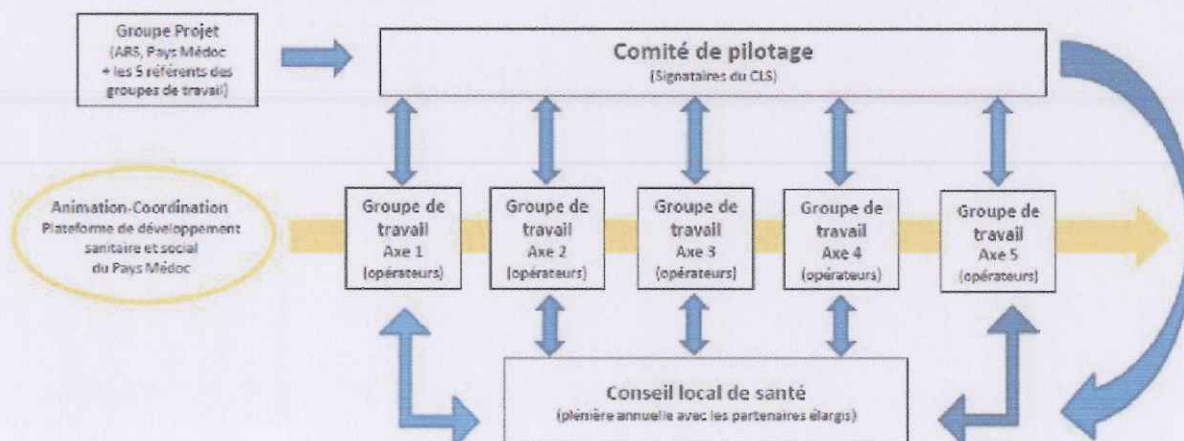 Groupe Projet
(ARS, Pays Médoc
+ les 5 référents des
groupes de travail)
Comité de pilotage
(Signataires du CLS)
Animation-Coordination
Plateforme de développement
sanitaire et social
du Pays Médoc
Groupe de
travail
Axe 1
(opérateurs)
Groupe de
travail
Axe 2
(opérateurs)
Groupe de
travail
Axe 3
(opérateurs)
Groupe de
travail
Axe 4
(opérateurs)
Groupe de
travail
Axe 5
(opérateurs)
Conseil local de santé
(plénière annuelle avec les partenaires élargis)